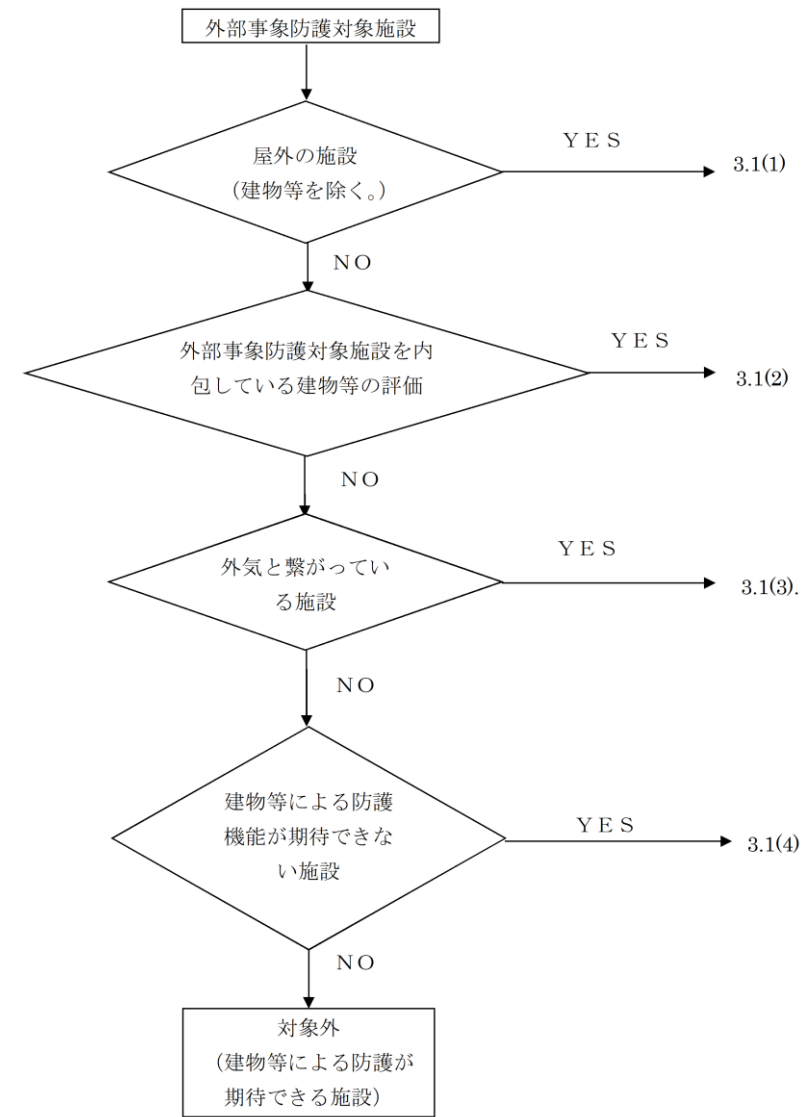 外部事象防護対象施設
屋外の施設
（建物等を除く。）
ＹＥＳ
3.1(1)
ＮＯ
外部事象防護対象施設を内
包している建物等の評価
ＹＥＳ
3.1(2)
ＮＯ
外気と繋がってい
る施設
ＹＥＳ
3.1(3).
ＮＯ
建物等による防護
機能が期待できな
い施設
ＹＥＳ
3.1(4)
ＮＯ
対象外
（建物等による防護が
期待できる施設）